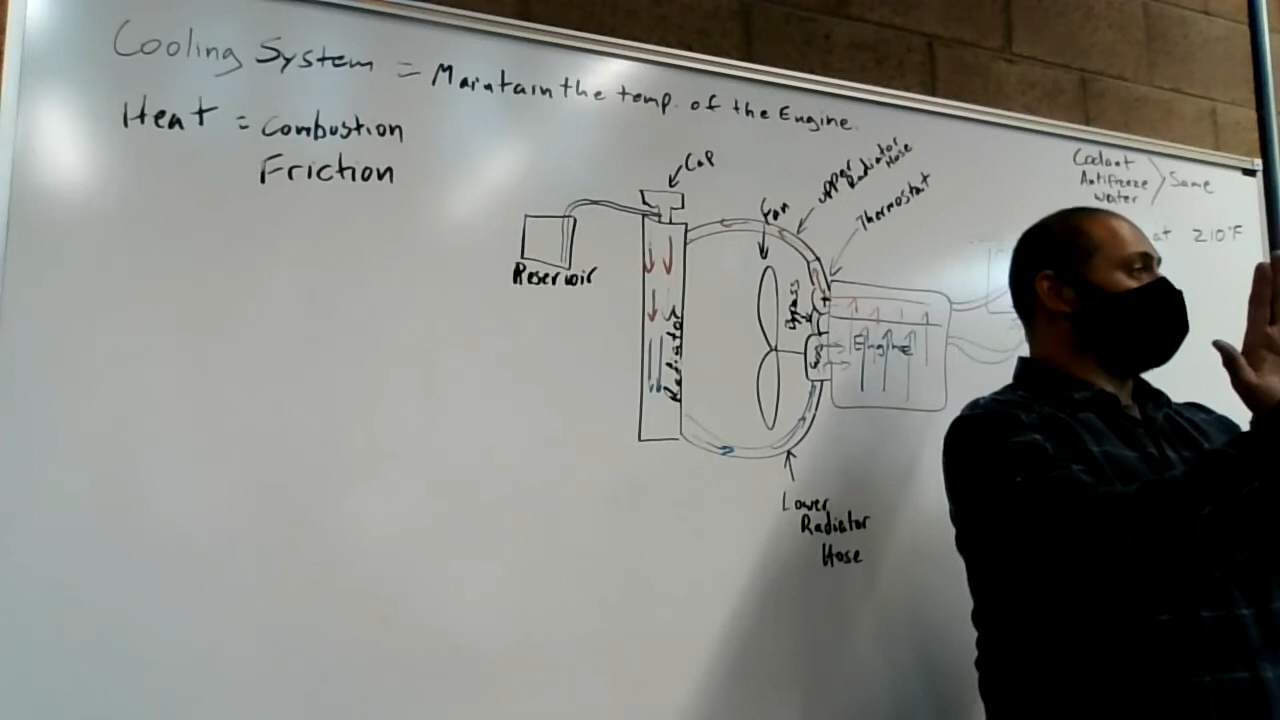 Cooling System = Maintain the temp. of the Engine.
Heat = Combustion
Friction
Cap
Fan
Upper
Radiator
Hose
Thermostat
Coolant
Antifreeze
Water
Same
at 210°F
Reservoir
Radiator
Bypass
Engine
Lower
Radiator
Hose